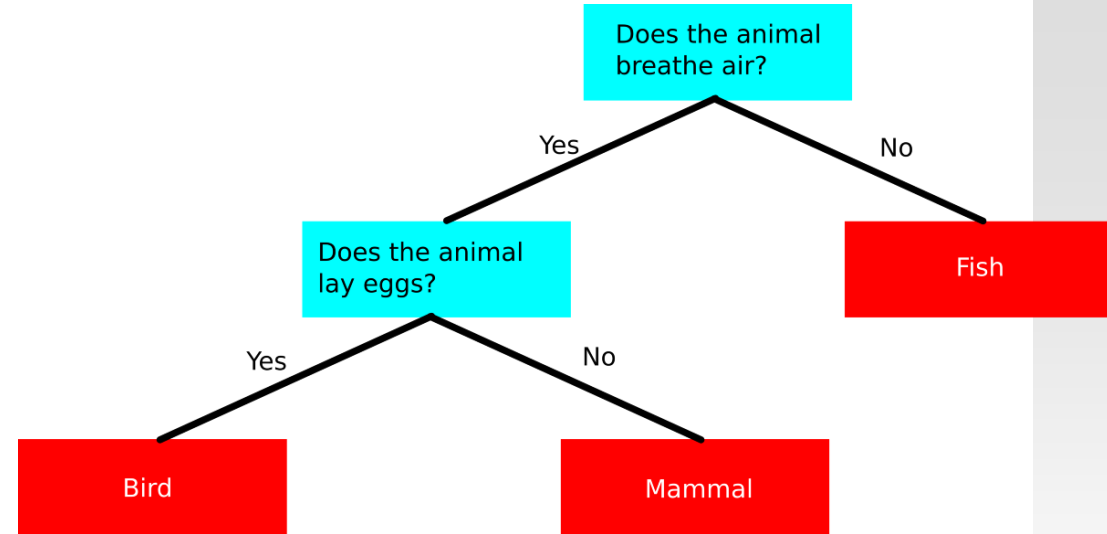 Does the animal
breathe air?
Yes
No
Does the animal
lay eggs?
Fish
Yes
No
Bird
Mammal